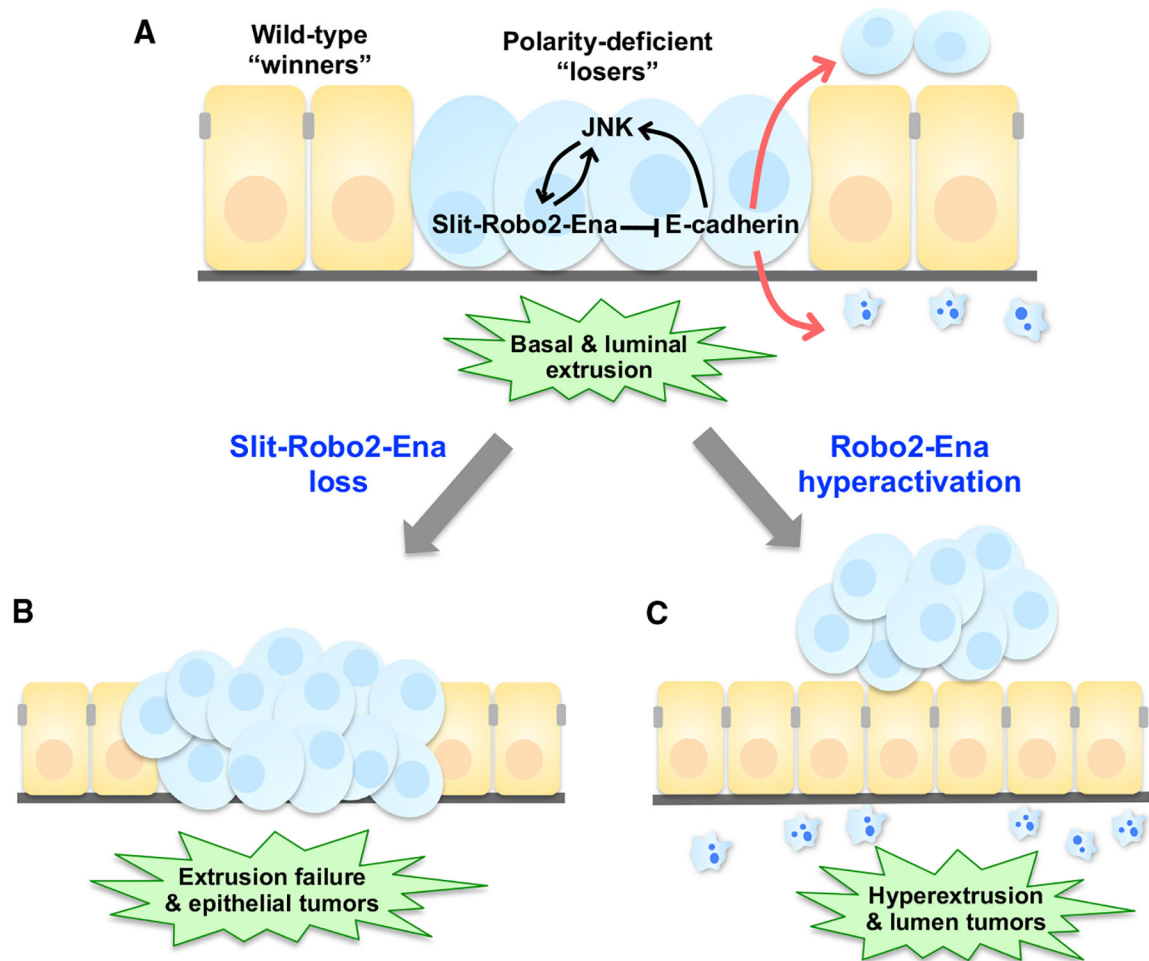 A
Wild-type
“winners”
Polarity-deficient
“losers”
JNK
Slit-Robo2-Ena
E-cadherin
Basal & luminal
extrusion
Slit-Robo2-Ena
loss
Robo2-Ena
hyperactivation
B
C
Extrusion failure
& epithelial tumors
Hyperextrusion
& lumen tumors